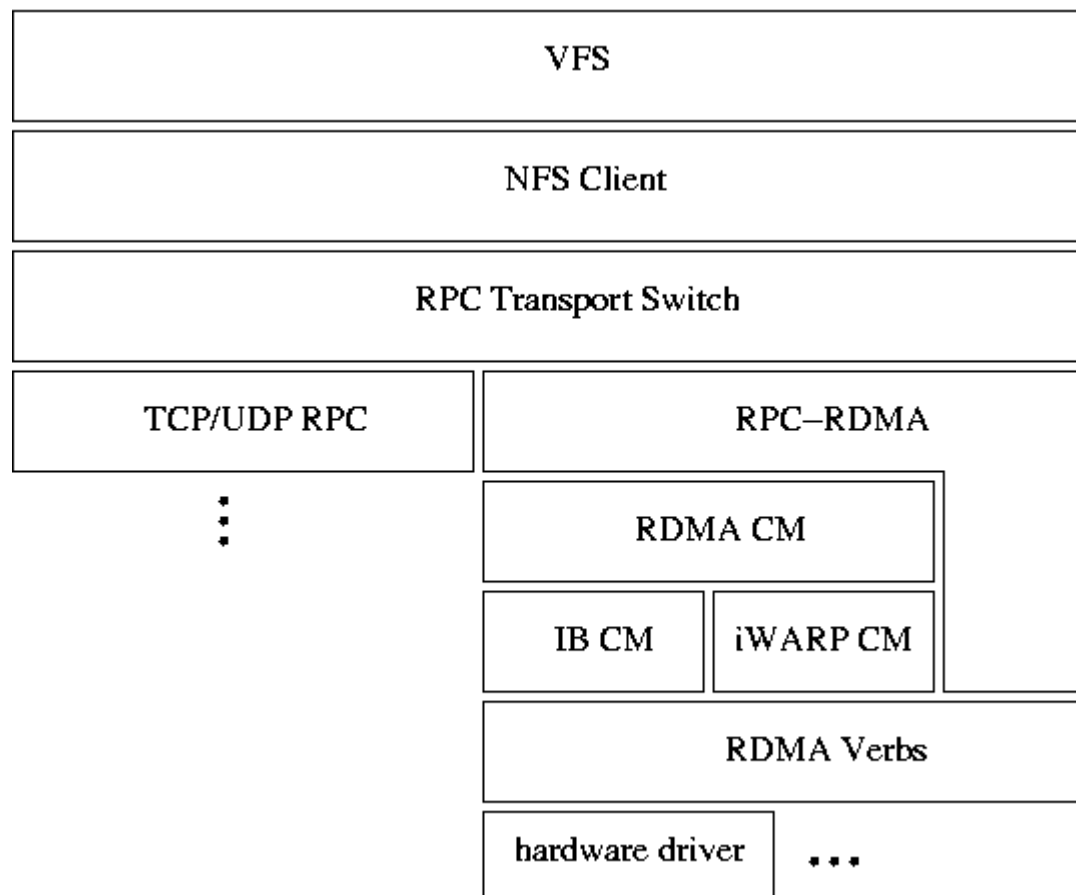 VFS
NFS Client
RPC Transport Switch
TCP/UDP RPC
RPC–RDMA
RDMA CM
IB CM
iWARP CM
RDMA Verbs
hardware driver